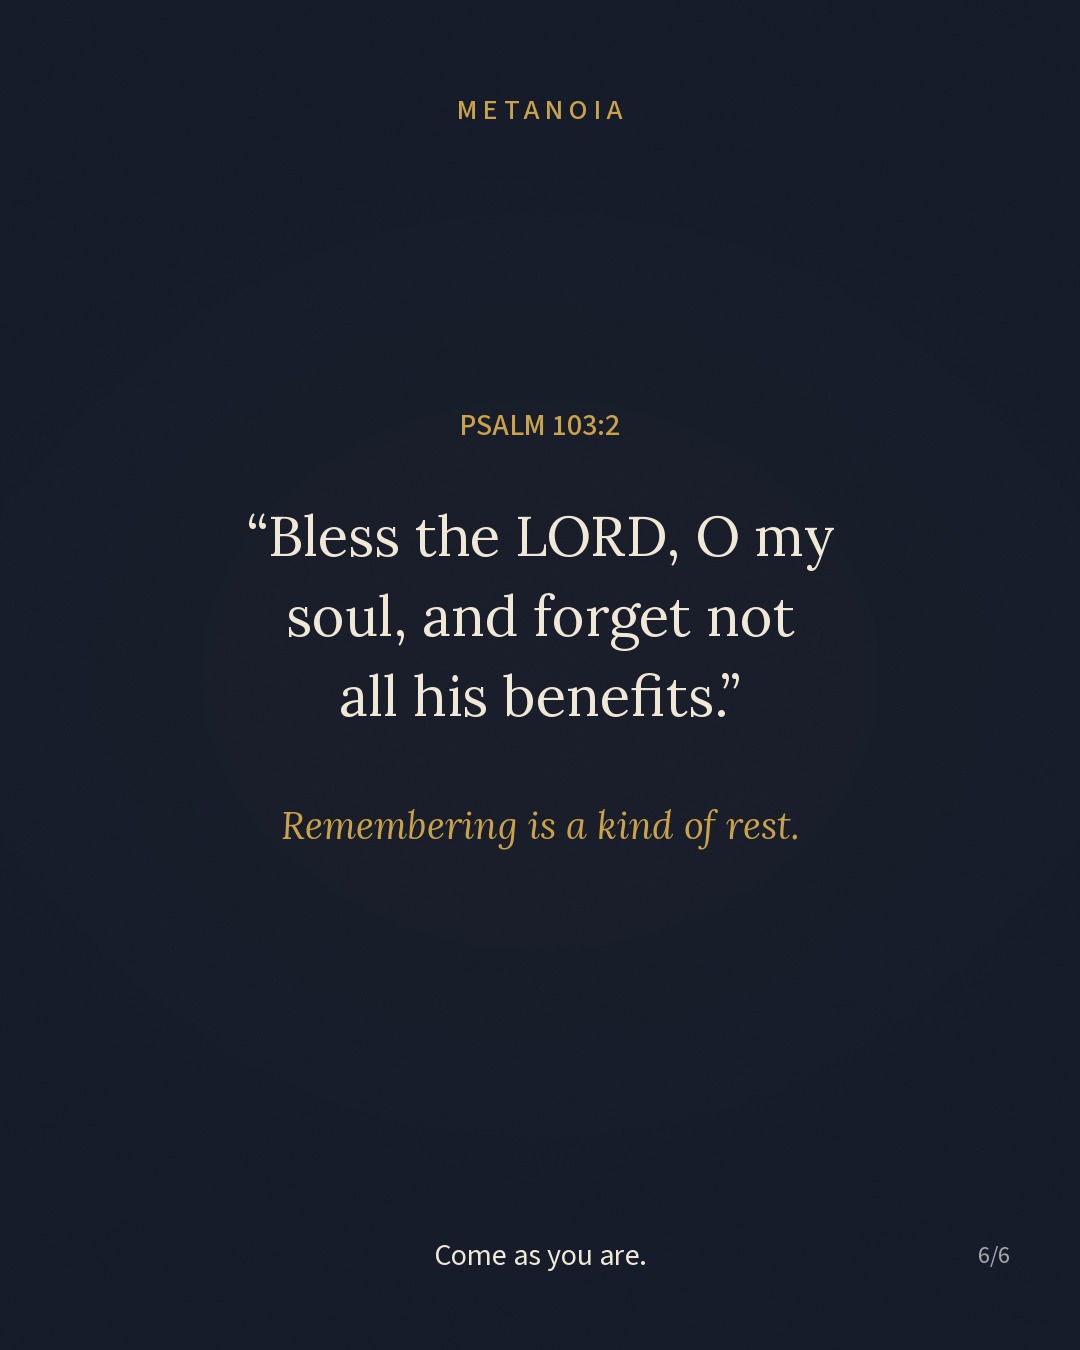 METANOIA
PSALM 103:2
“Bless the LORD, O my
soul, and forget not
all his benefits.”
Remembering is a kind of rest.
Come as you are.
6/6